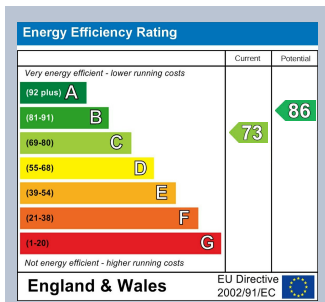 Energy Efficiency Rating
Current Potential
Very energy efficient - lower running costs
(92 plus) A
(81-91) B
(69-80) C
(55-68) D
(39-54) E
(21-38) F
(1-20) G
73
86
Not energy efficient - higher running costs
England & Wales
EU Directive
2002/91/EC